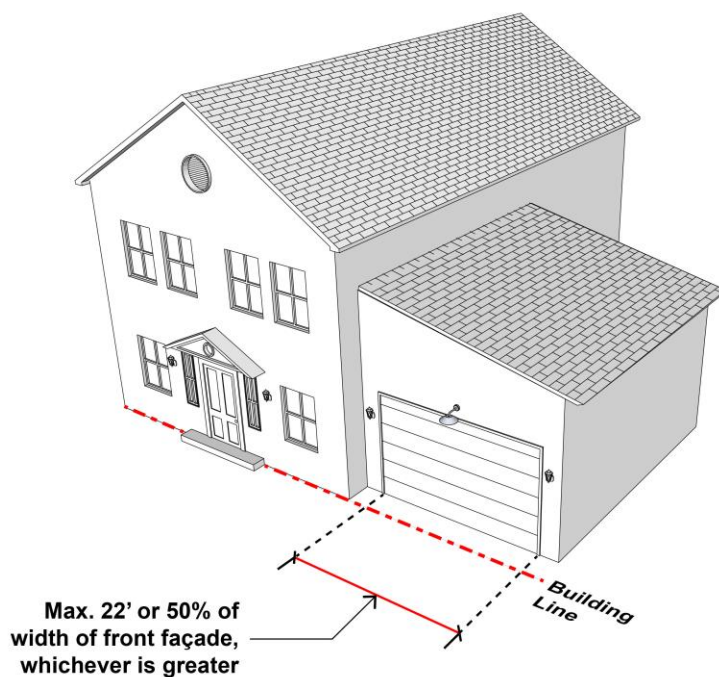 Building
Line
Max. 22’ or 50% of
width of front façade,
whichever is greater